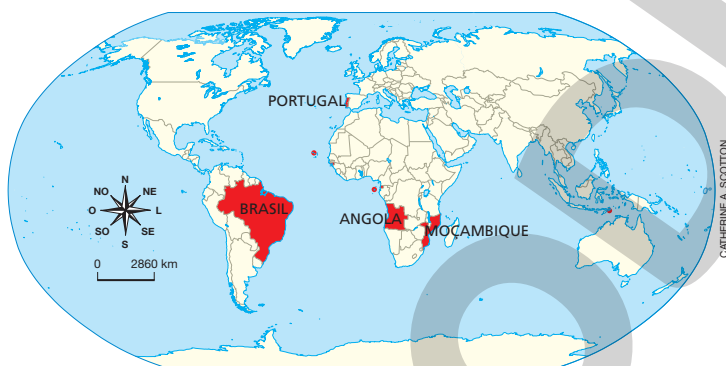 PORTUGAL
BRASIL
ANGOLA
MOÇAMBIQUE
N
NO NE
O L
SO SE
S
0 2860 km
CATHERINE A. SCOTTON